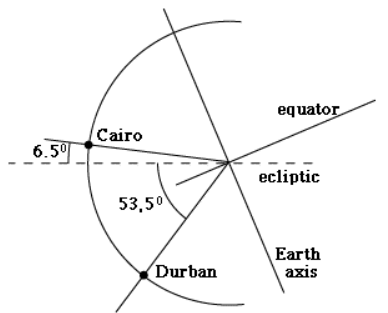 equator
Cairo
6.5⁰
ecliptic
53.5⁰
Earth
axis
Durban